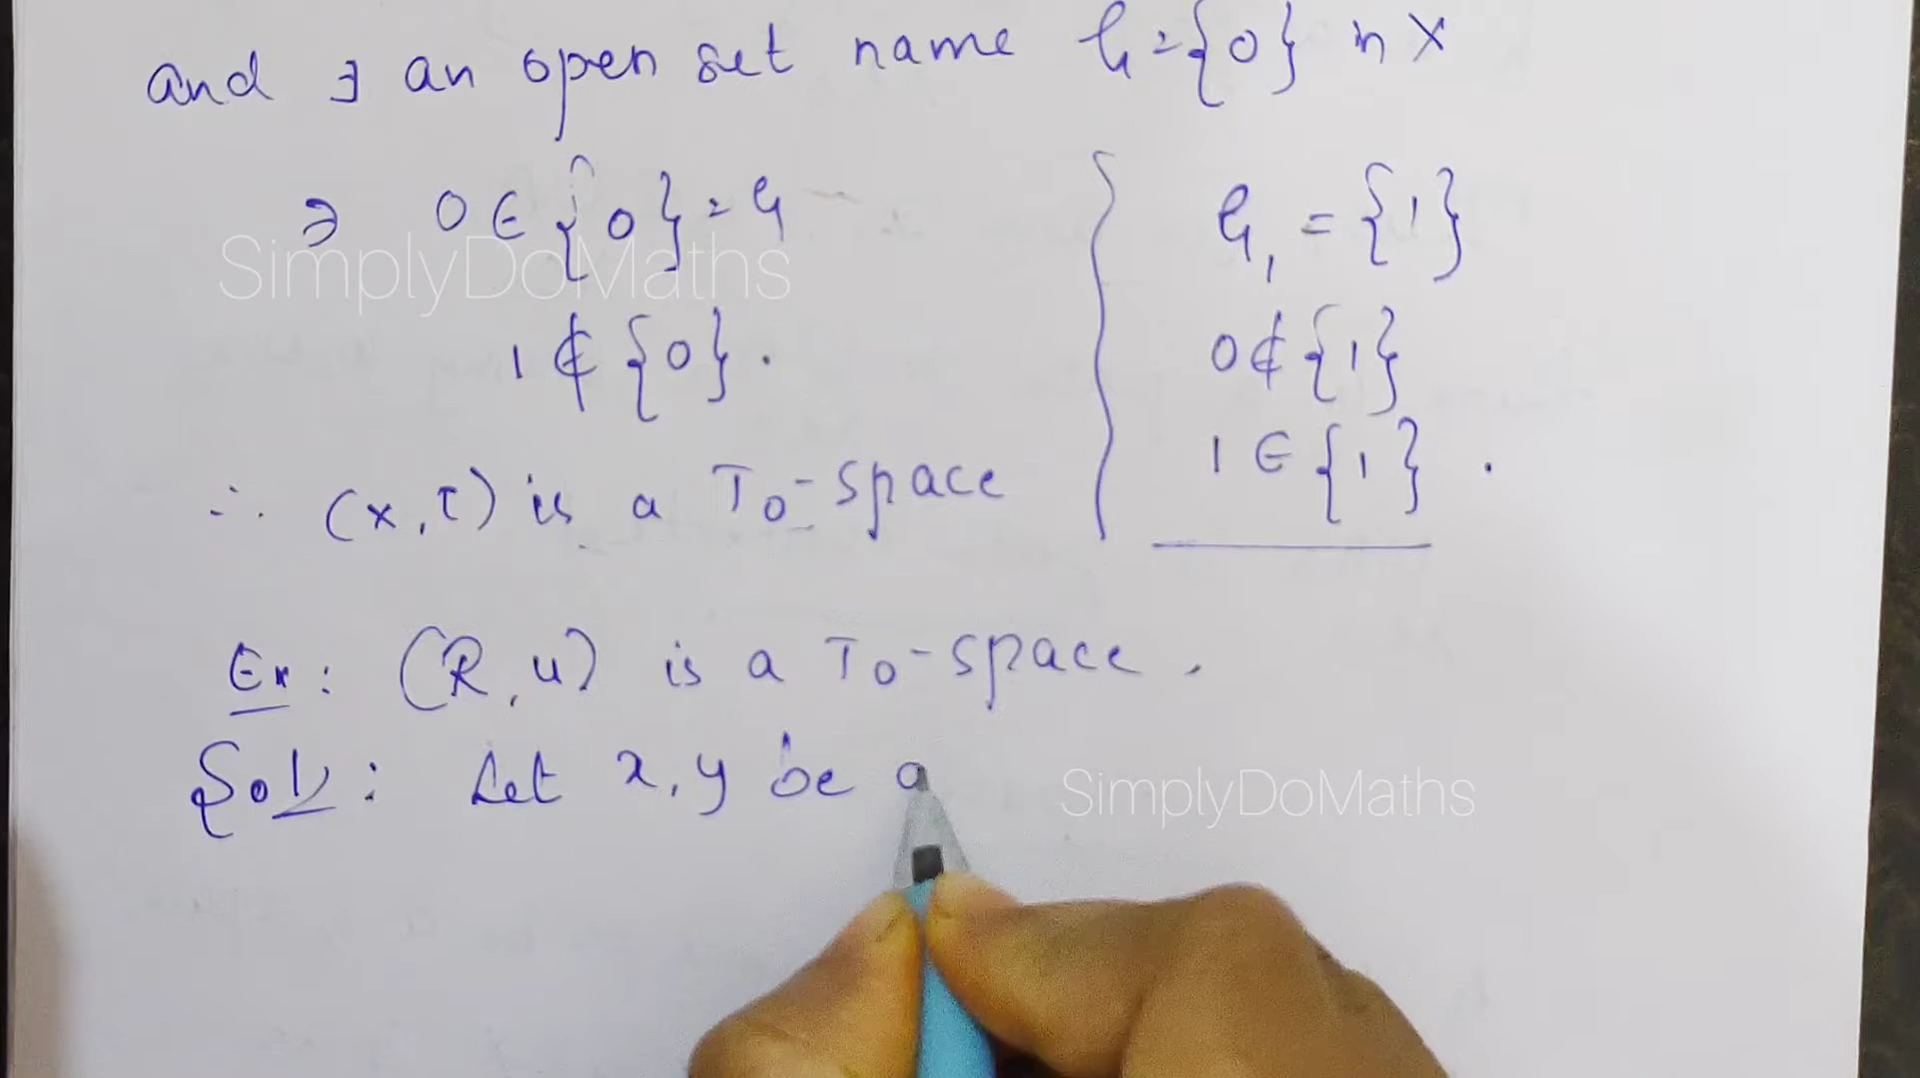 and ∃ an open set name G = {0} in X
∋ 0 ∈ {0} = G
1 ∉ {0}.
∴ (X, τ) is a T₀-space
G₁ = {1}
0 ∉ {1}
1 ∈ {1}.
Ex: (R, u) is a T₀-space.
Sol: Let x, y be a
SimplyDoMaths
SimplyDoMaths